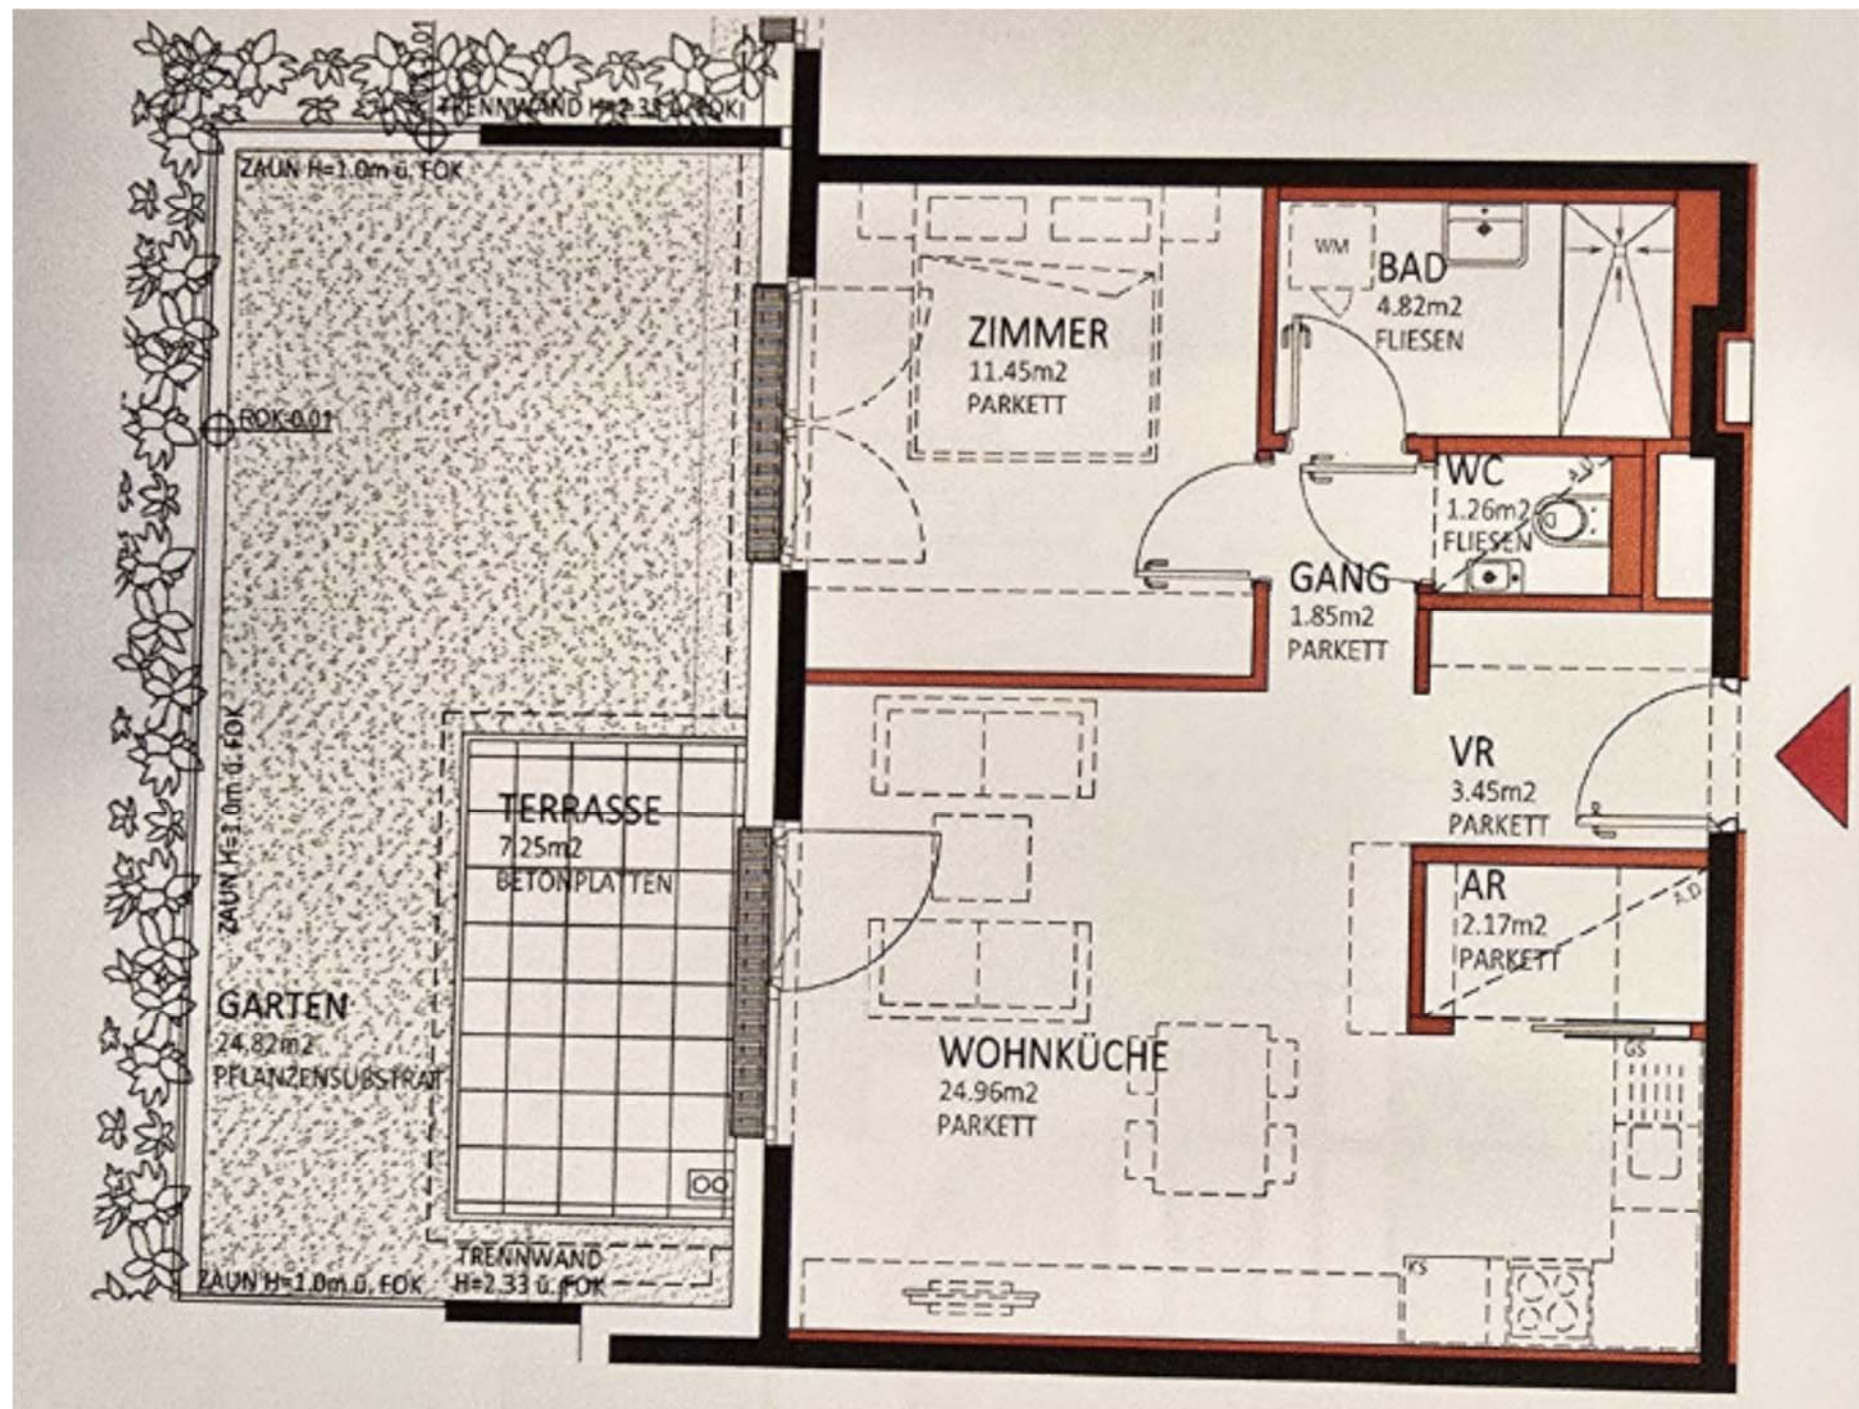 TRENNWAND H=2.33 ü. FOK
ZAUN H=1.0m ü. FOK
ROK-0.01
ZIMMER
11.45m2
PARKETT
WM
BAD
4.82m2
FLIESEN
WC
1.26m2
FLIESEN
A.D
GANG
1.85m2
PARKETT
VR
3.45m2
PARKETT
AR
2.17m2
PARKETT
A.D
TERRASSE
7.25m2
BETONPLATTEN
ZAUN H=1.0m ü. FOK
GARTEN
24.82m2
PFLANZENSUBSTRAT
WOHNKÜCHE
24.96m2
PARKETT
GS
KS
TRENNWAND
H=2.33 ü. FOK
ZAUN H=1.0m ü. FOK